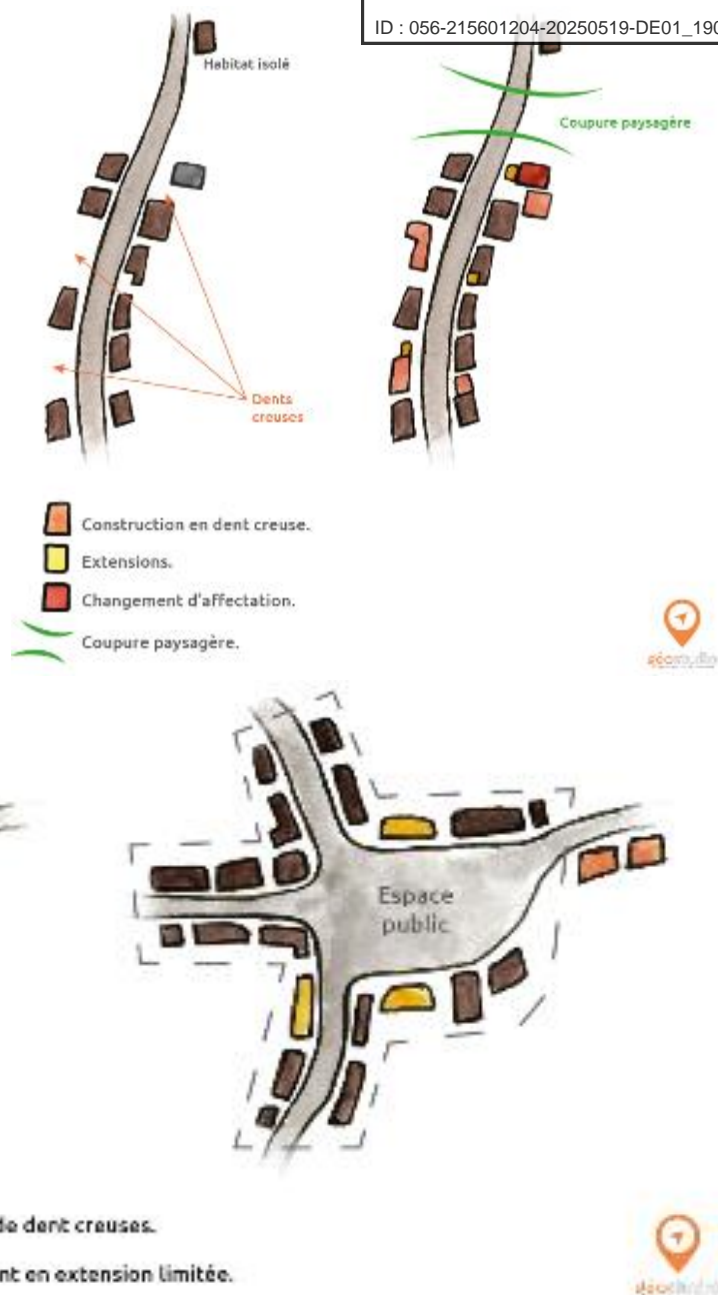 ID : 056-215601204-20250519-DE01_190
Habitat isolé
Coupure paysagère
Dents
creuses
Construction en dent creuse.
Extensions.
Changement d'affectation.
Coupure paysagère.
géostudio
Espace
public
de dent creuses.
nt en extension limitée.